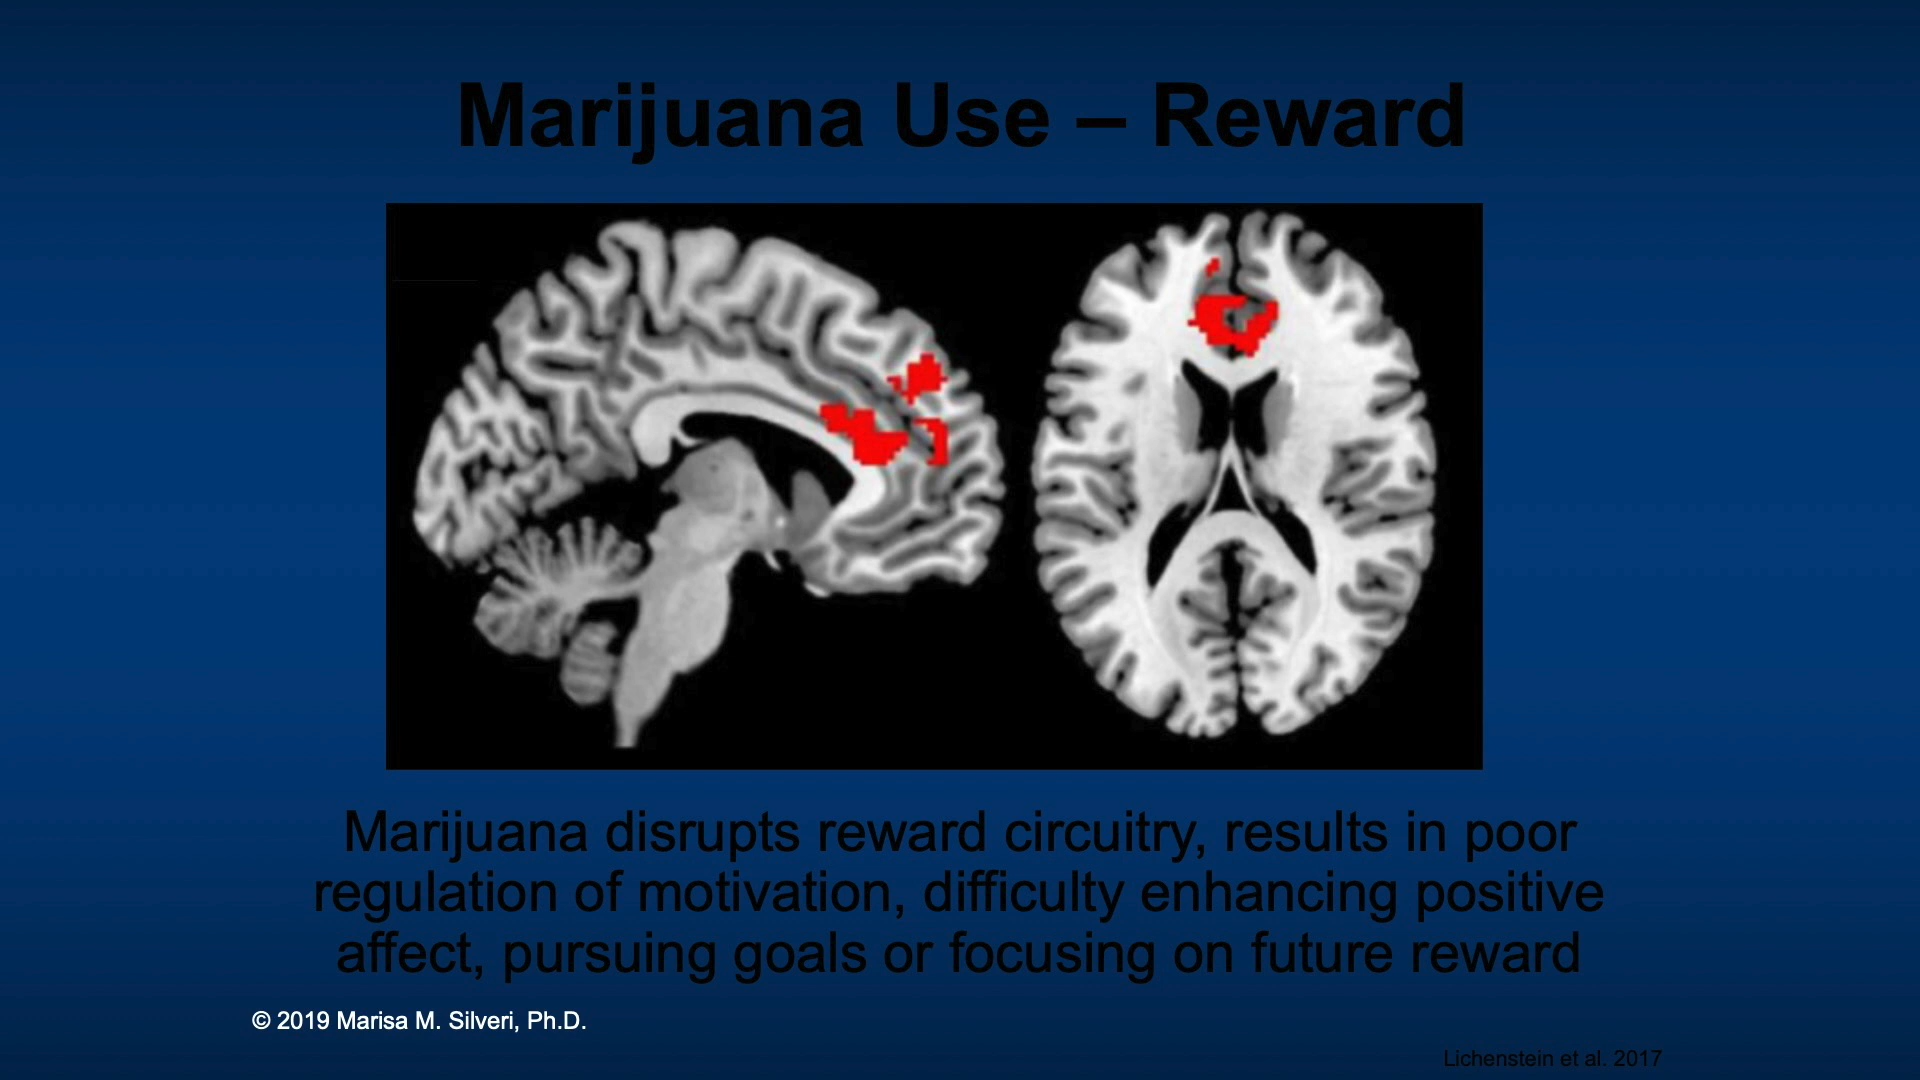 Marijuana Use – Reward
Marijuana disrupts reward circuitry, results in poor
regulation of motivation, difficulty enhancing positive
affect, pursuing goals or focusing on future reward
© 2019 Marisa M. Silveri, Ph.D.
Lichenstein et al. 2017